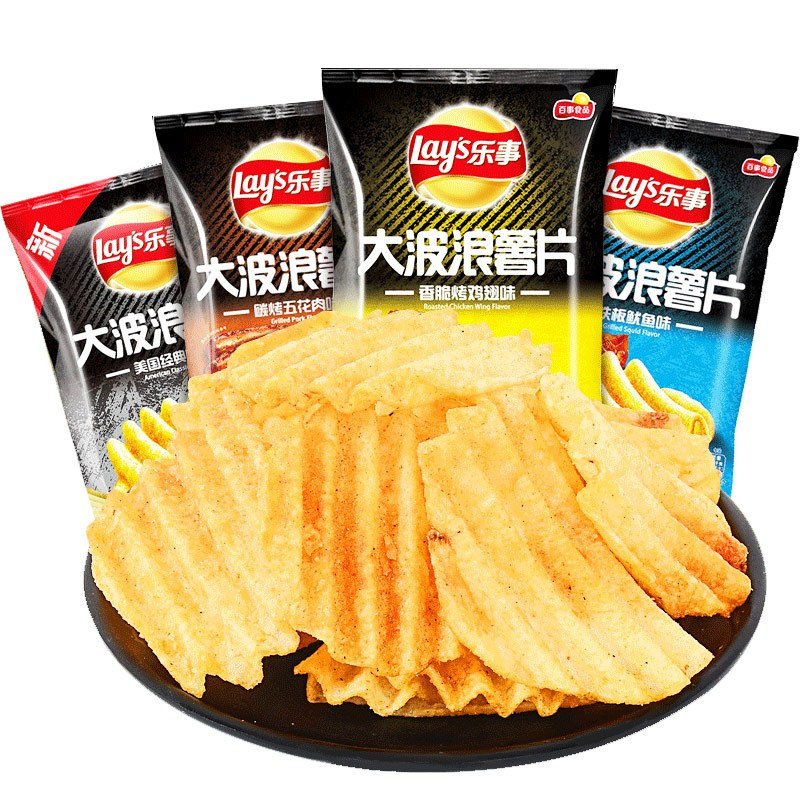 新
Lay's乐事
大波浪
美国经典
American
Lay's乐事
大波浪薯
碳烤五花肉
Grilled Pork
百事食品
Lay's乐事
大波浪薯片
香脆烤鸡翅味
Roasted Chicken Wing Flavor
百事食品
Lay's乐事
波浪薯片
铁板鱿鱼味
Grilled Squid Flavor